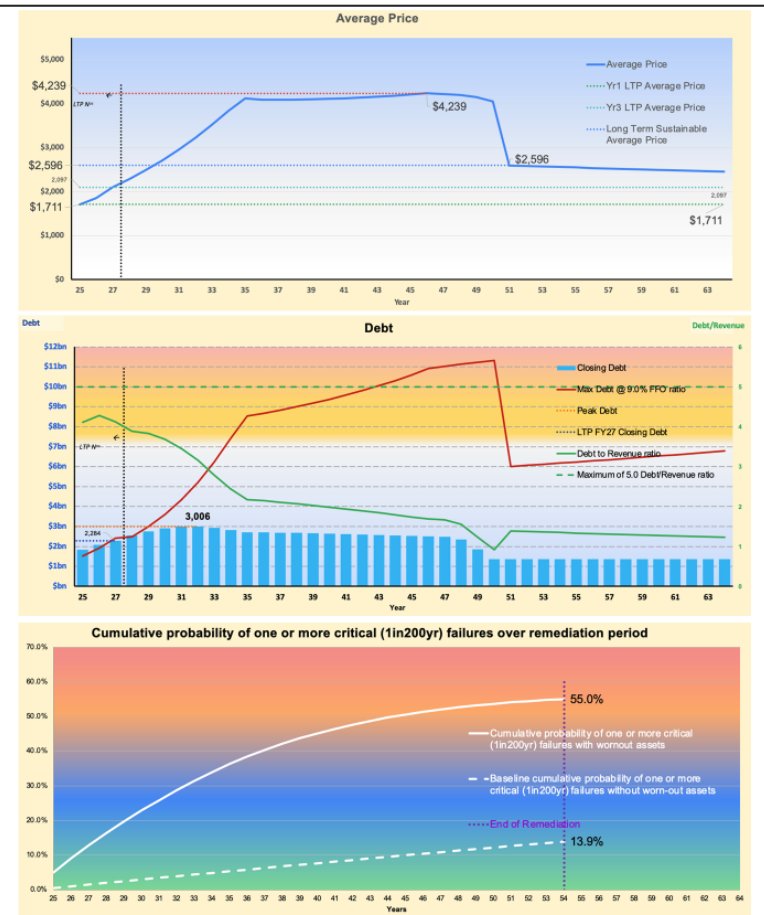 Average Price
$5,000
$4,239
$4,000
LTP
$4,239
Average Price
Yr1 LTP Average Price
Yr3 LTP Average Price
Long Term Sustainable
Average Price
$3,000
$2,596
$2,596
2,097
2,097
$2,000
$1,711
$1,711
$1,000
$0
25 27 29 31 33 35 37 39 41 43 45 47 49 51 53 55 57 59 61 63
Year
Debt
Debt
Debt/Revenue
$12bn
$11bn
$10bn
$9bn
$8bn
$7bn
$6bn
$5bn
$4bn
$3bn
$2bn
$1bn
$bn
6
5
4
3
2
1
0
LTP
2,284
3,006
Closing Debt
Max Debt @ 9.0% FFO ratio
Peak Debt
LTP FY27 Closing Debt
Debt to Revenue ratio
Maximum of 5.0 Debt/Revenue ratio
25 27 29 31 33 35 37 39 41 43 45 47 49 51 53 55 57 59 61 63
Year
Cumulative probability of one or more critical (1in200yr) failures over remediation period
70.0%
60.0%
50.0%
40.0%
30.0%
20.0%
10.0%
0.0%
55.0%
Cumulative probability of one or more critical
(1in200yr) failures with wornout assets
Baseline cumulative probability of one or more
critical (1in200yr) failures without worn-out assets
End of Remediation
13.9%
25 26 27 28 29 30 31 32 33 34 35 36 37 38 39 40 41 42 43 44 45 46 47 48 49 50 51 52 53 54 55 56 57 58 59 60 61 62 63 64
Years